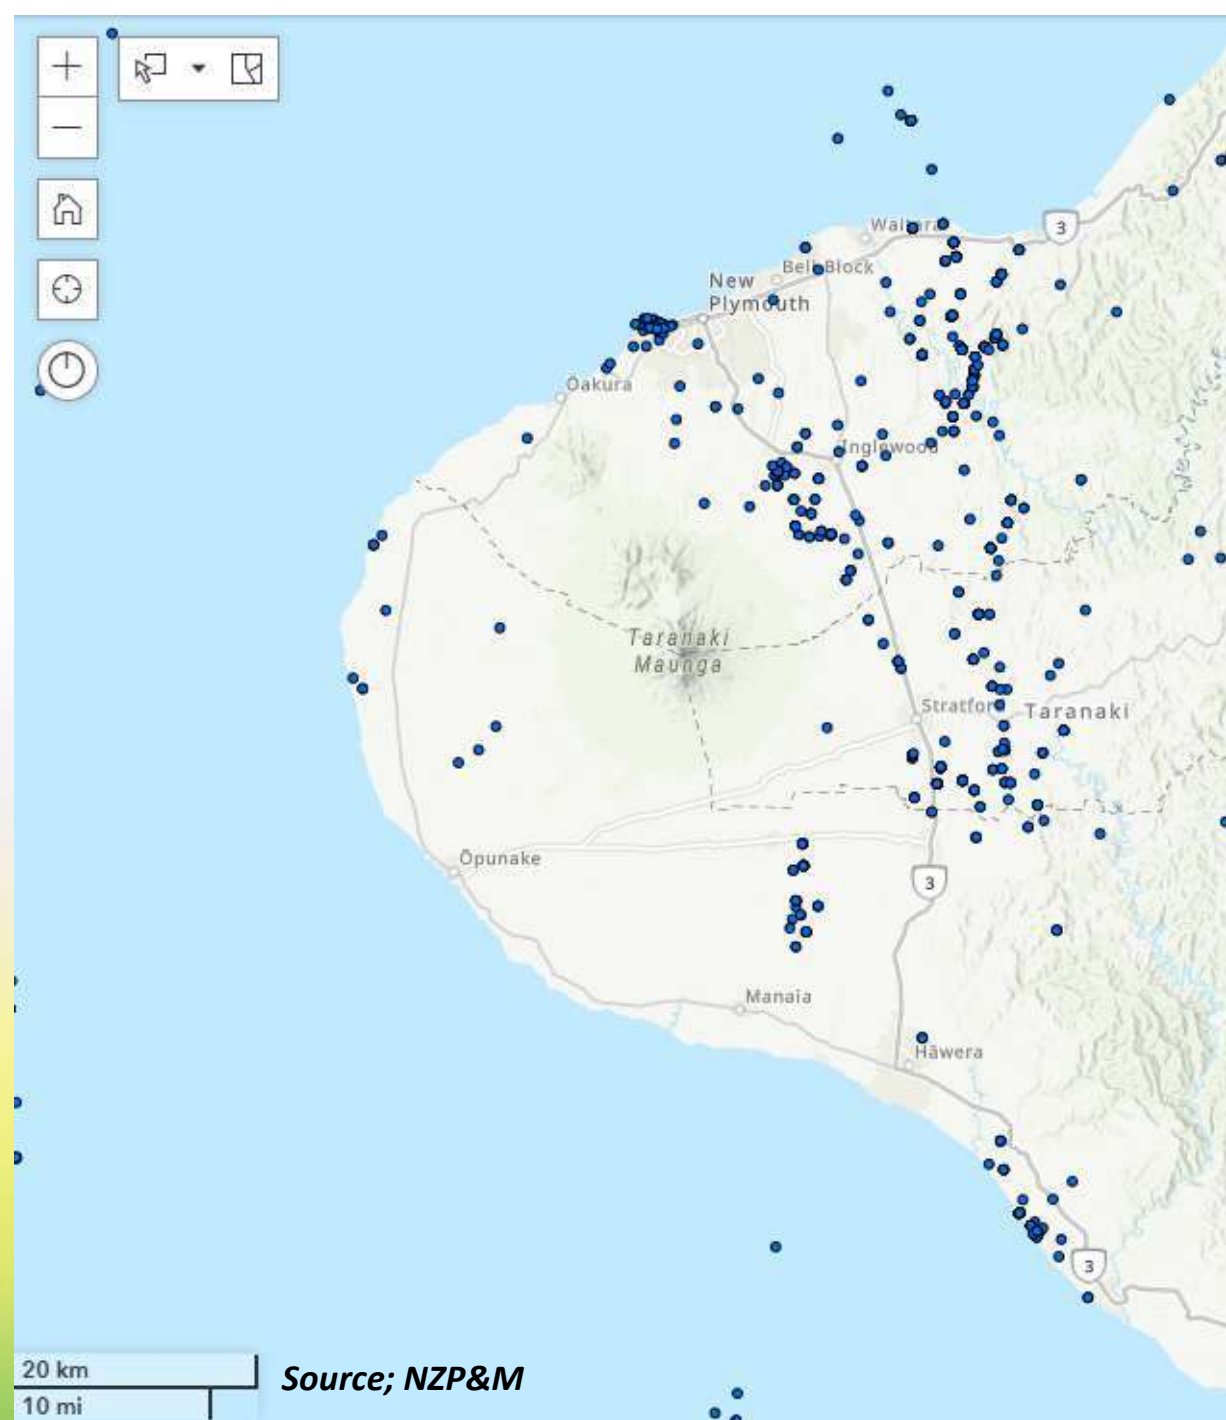 3
Waitara
Bell Block
New
Plymouth
Ōakura
Inglewood
Taranaki
Maunga
Stratford
Taranaki
Ōpunake
3
Manaia
Hāwera
3
20 km
10 mi
Source; NZP&M